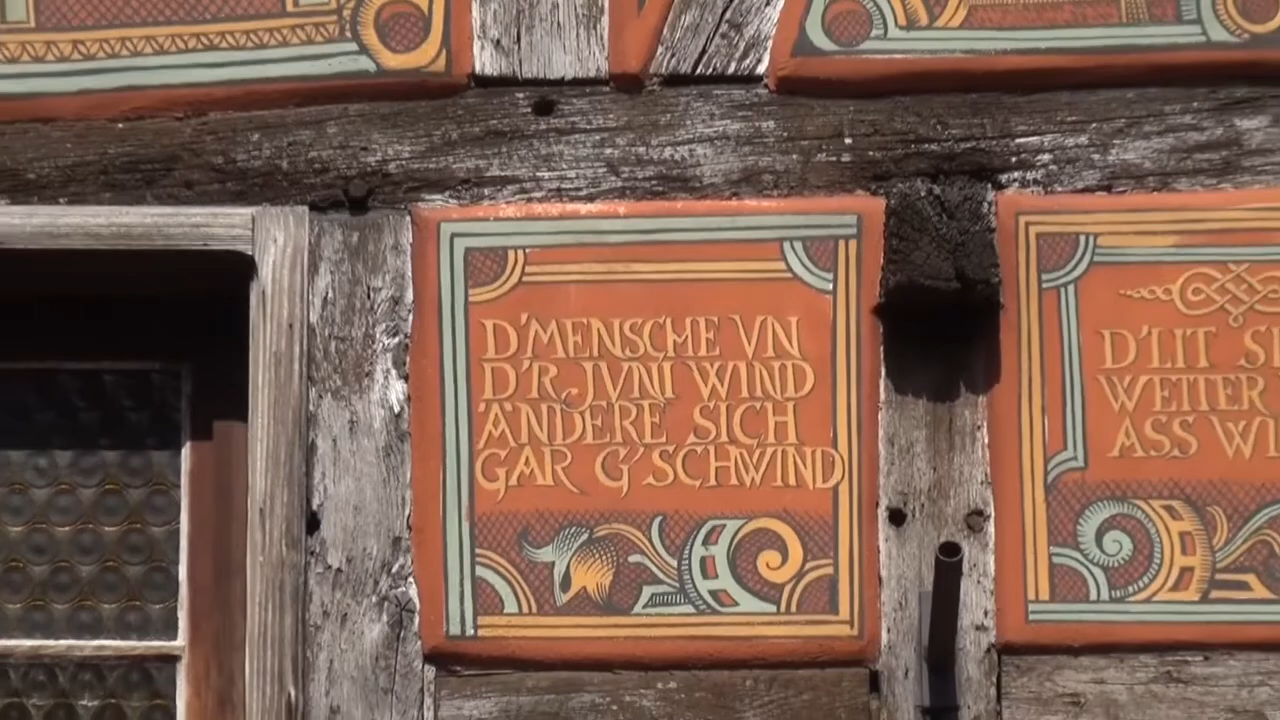 D'MENSCHE VN
D'R JVNI WIND
ÄNDERE SICH
GAR G'SCHWIND
D'LIT
WETTER
ASS